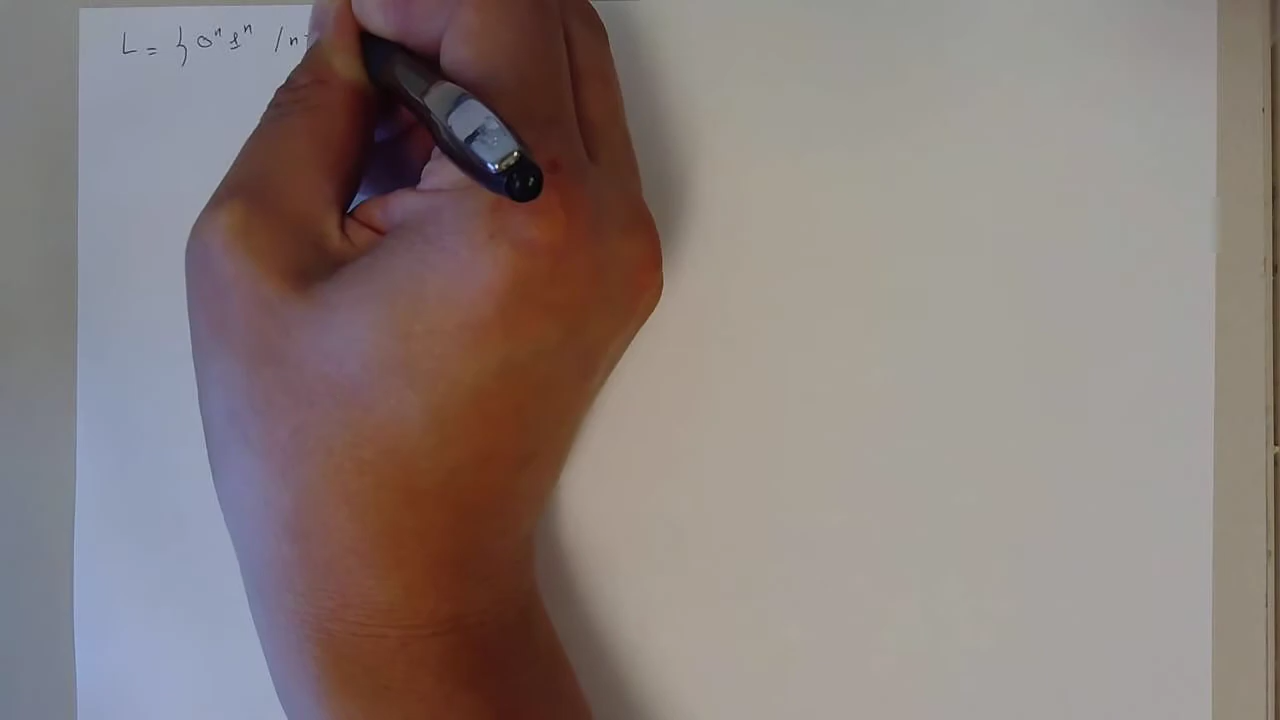 L = { 0ⁿ 1ⁿ / n